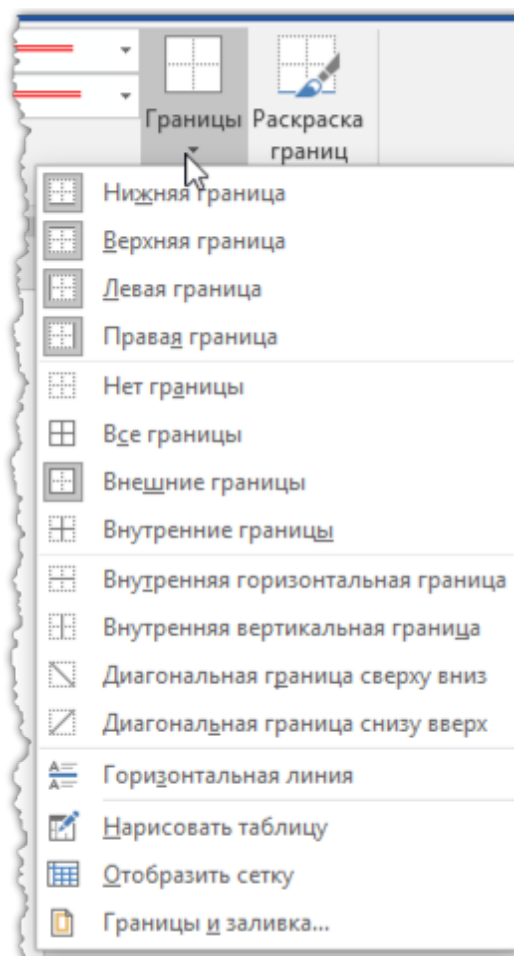 Границы Раскраска
границ
Нижняя граница
Верхняя граница
Левая граница
Правая граница
Нет границы
Все границы
Внешние границы
Внутренние границы
Внутренняя горизонтальная граница
Внутренняя вертикальная граница
Диагональная граница сверху вниз
Диагональная граница снизу вверх
Горизонтальная линия
Нарисовать таблицу
Отобразить сетку
Границы и заливка...